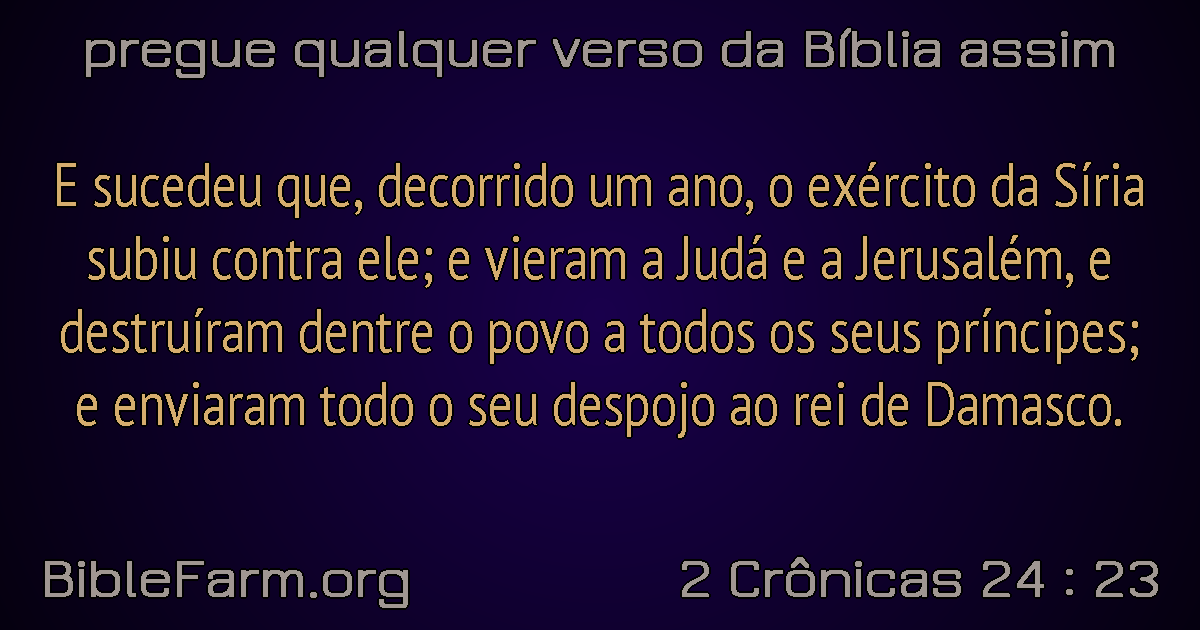 pregue qualquer verso da Bíblia assim
E sucedeu que, decorrido um ano, o exército da Síria
subiu contra ele; e vieram a Judá e a Jerusalém, e
destruíram dentre o povo a todos os seus príncipes;
e enviaram todo o seu despojo ao rei de Damasco.
BibleFarm.org
2 Crônicas 24 : 23